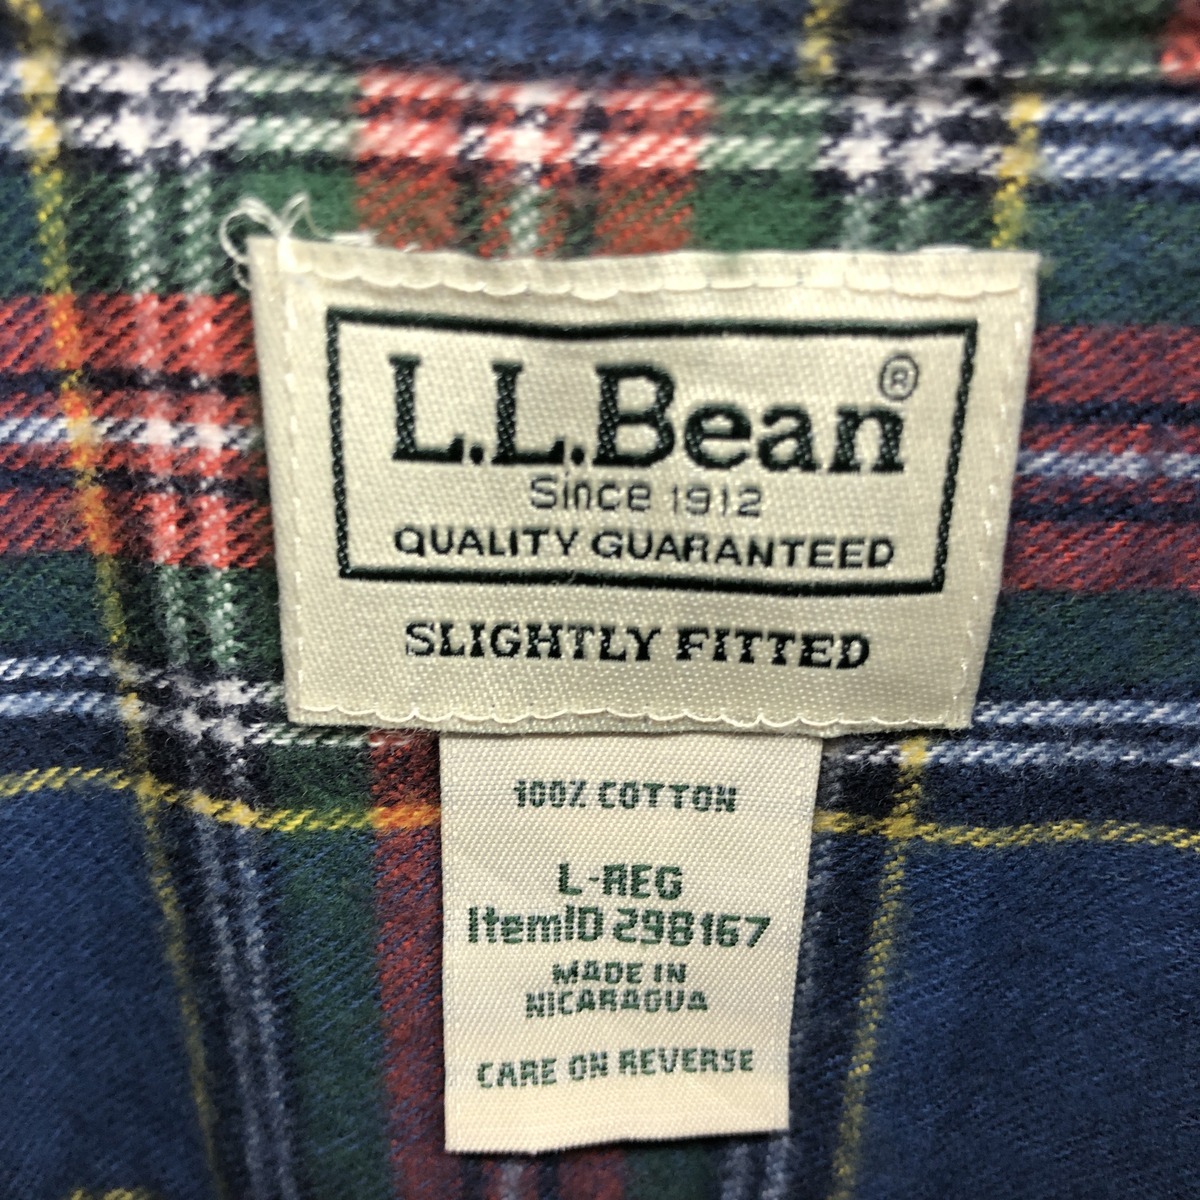 L.L.Bean®
Since 1912
QUALITY GUARANTEED
SLIGHTLY FITTED
100% COTTON
L-REG
ItemID 298167
MADE IN
NICARAGUA
CARE ON REVERSE